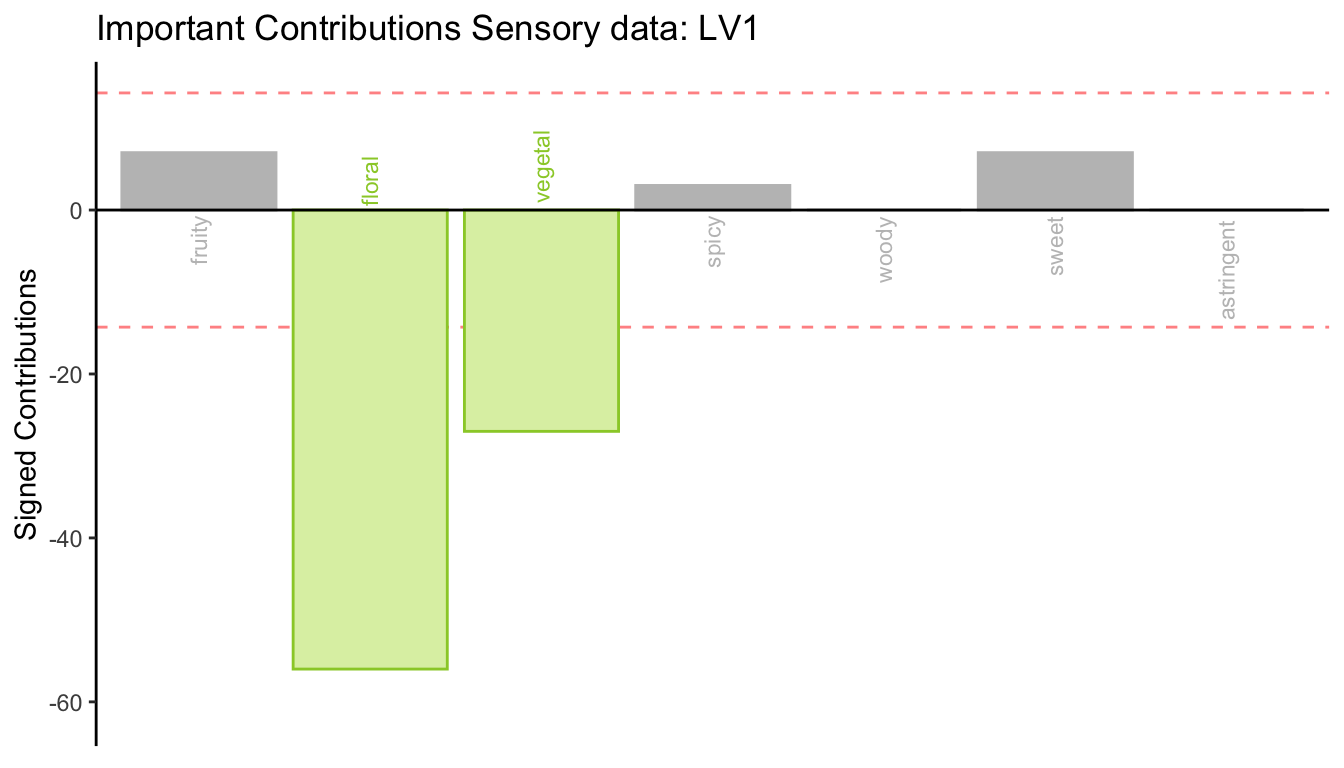 Important Contributions Sensory data: LV1
Signed Contributions
0
-20
-40
-60
fruity
floral
vegetal
spicy
woody
sweet
astringent